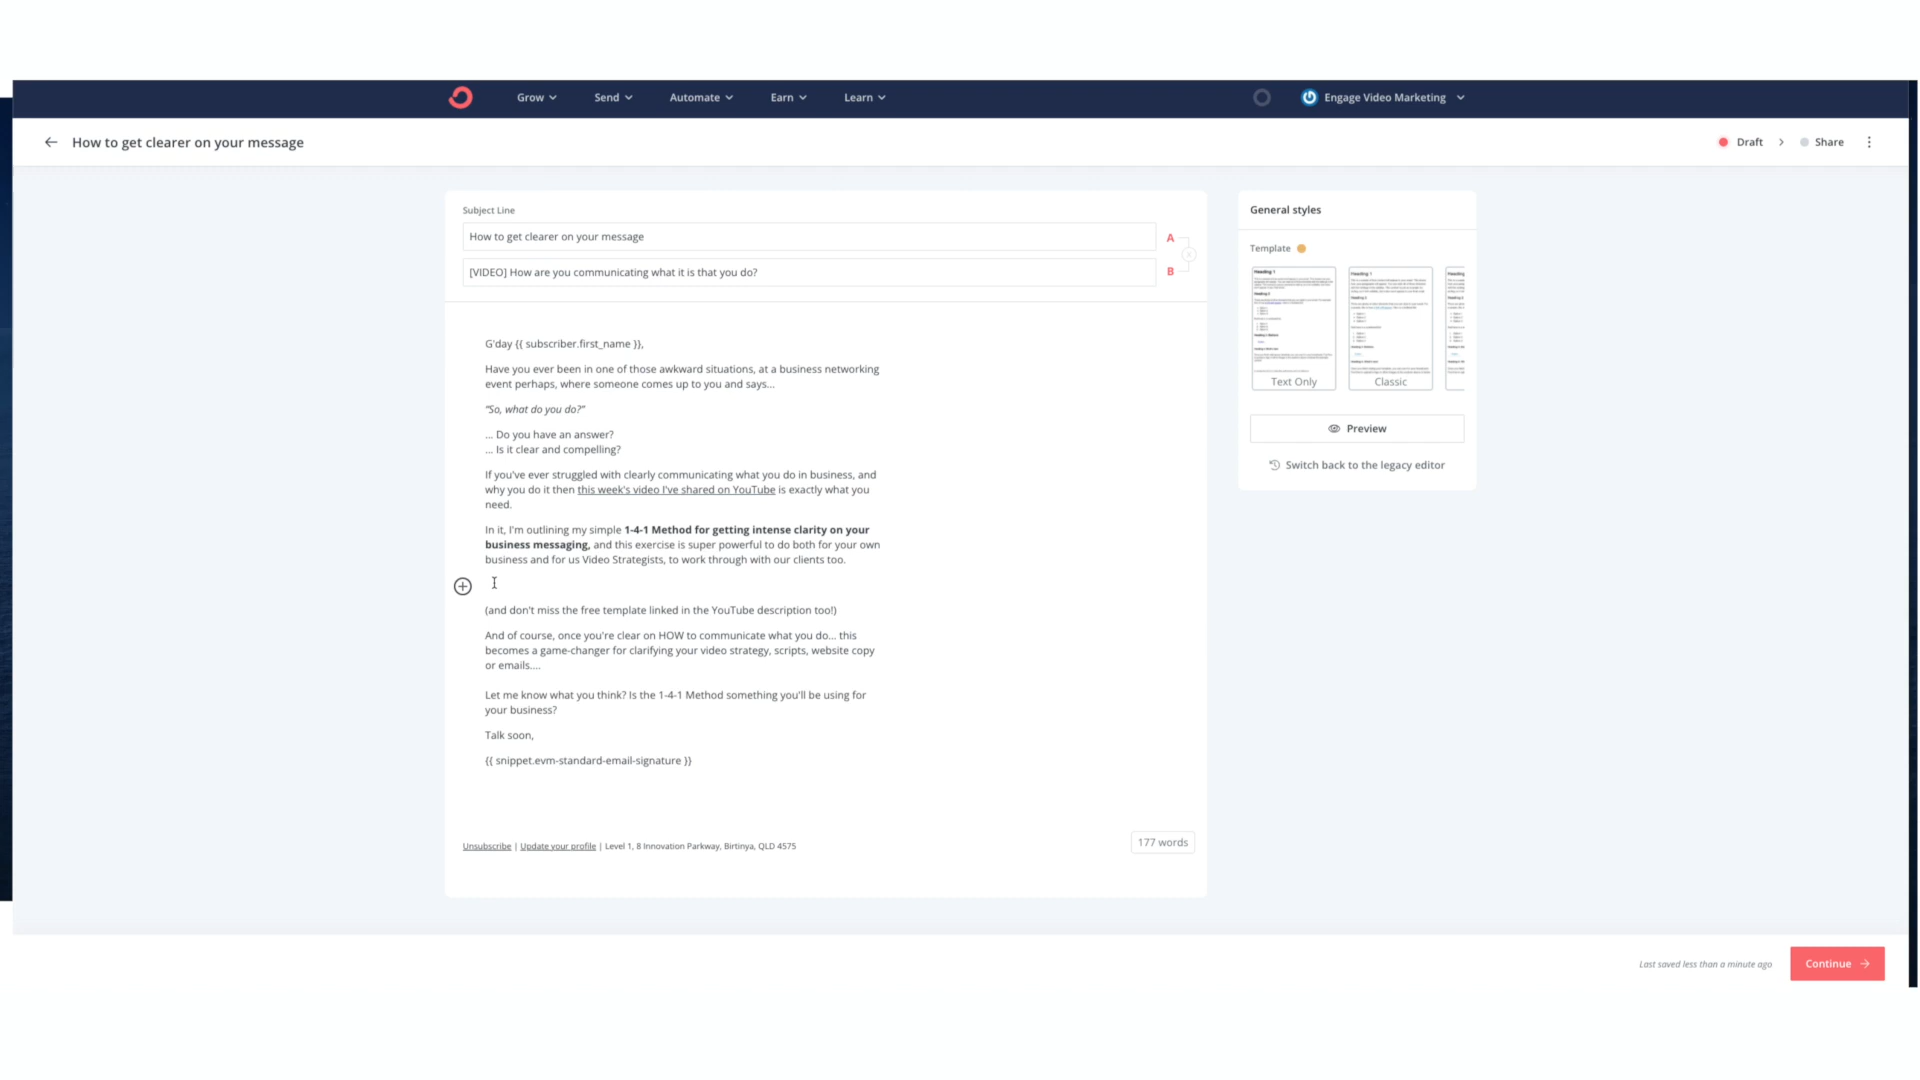 Grow
Send
Automate
Earn
Learn
Engage Video Marketing
How to get clearer on your message
Draft
Share
Subject Line
How to get clearer on your message
A
[VIDEO] How are you communicating what it is that you do?
B
General styles
Template
Heading 1
Heading 1
Text Only
Classic
Preview
Switch back to the legacy editor
G'day {{ subscriber.first_name }},
Have you ever been in one of those awkward situations, at a business networking
event perhaps, where someone comes up to you and says...
"So, what do you do?"
... Do you have an answer?
... Is it clear and compelling?
If you've ever struggled with clearly communicating what you do in business, and
why you do it then this week's video I've shared on YouTube is exactly what you
need.
In it, I'm outlining my simple 1-4-1 Method for getting intense clarity on your
business messaging, and this exercise is super powerful to do both for your own
business and for us Video Strategists, to work through with our clients too.
(and don't miss the free template linked in the YouTube description too!)
And of course, once you're clear on HOW to communicate what you do... this
becomes a game-changer for clarifying your video strategy, scripts, website copy
or emails....
Let me know what you think? Is the 1-4-1 Method something you'll be using for
your business?
Talk soon,
{{ snippet.evm-standard-email-signature }}
Unsubscribe | Update your profile | Level 1, 8 Innovation Parkway, Birtinya, QLD 4575
177 words
Last saved less than a minute ago
Continue